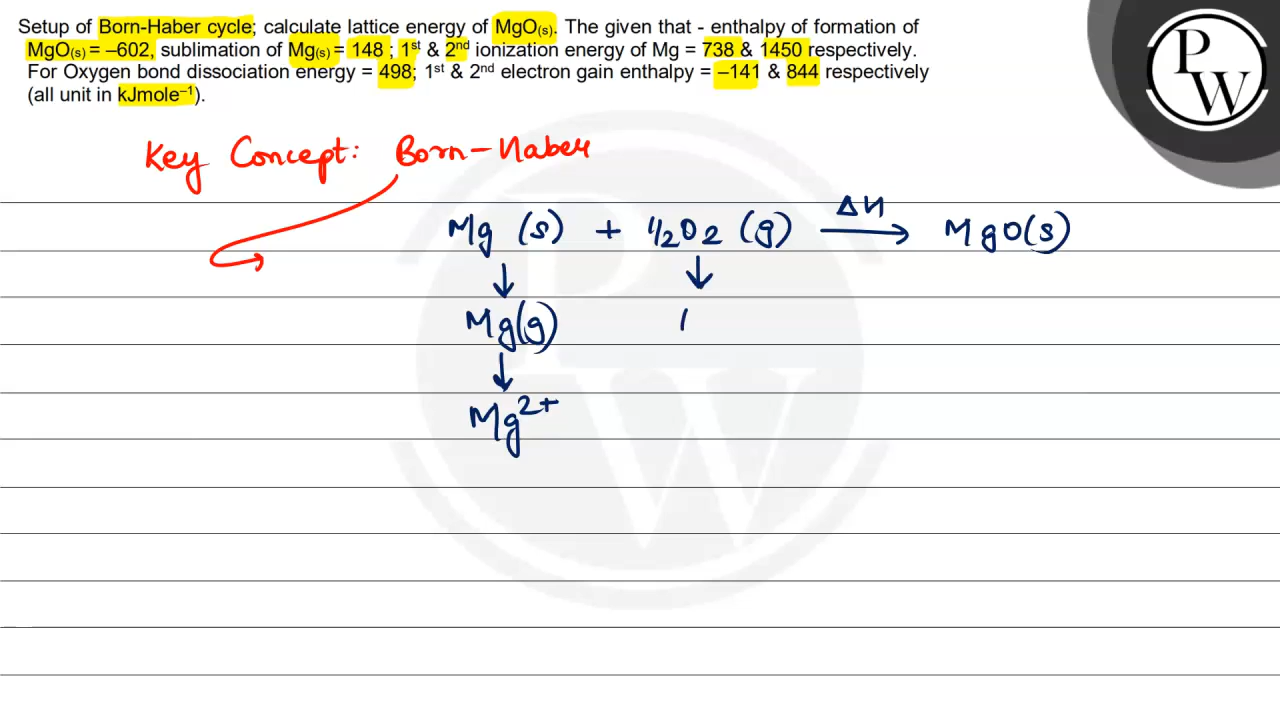 Setup of Born-Haber cycle; calculate lattice energy of MgO(s). The given that - enthalpy of formation of
MgO(s) = –602, sublimation of Mg(s) = 148 ; 1st & 2nd ionization energy of Mg = 738 & 1450 respectively.
For Oxygen bond dissociation energy = 498; 1st & 2nd electron gain enthalpy = –141 & 844 respectively
(all unit in kJmole–1).
P
W
Key Concept: Born-Haber
ΔH
Mg (s) + 1/2O2 (g) → MgO(s)
↓ ↓
Mg(g)
↓
Mg2+
P
W